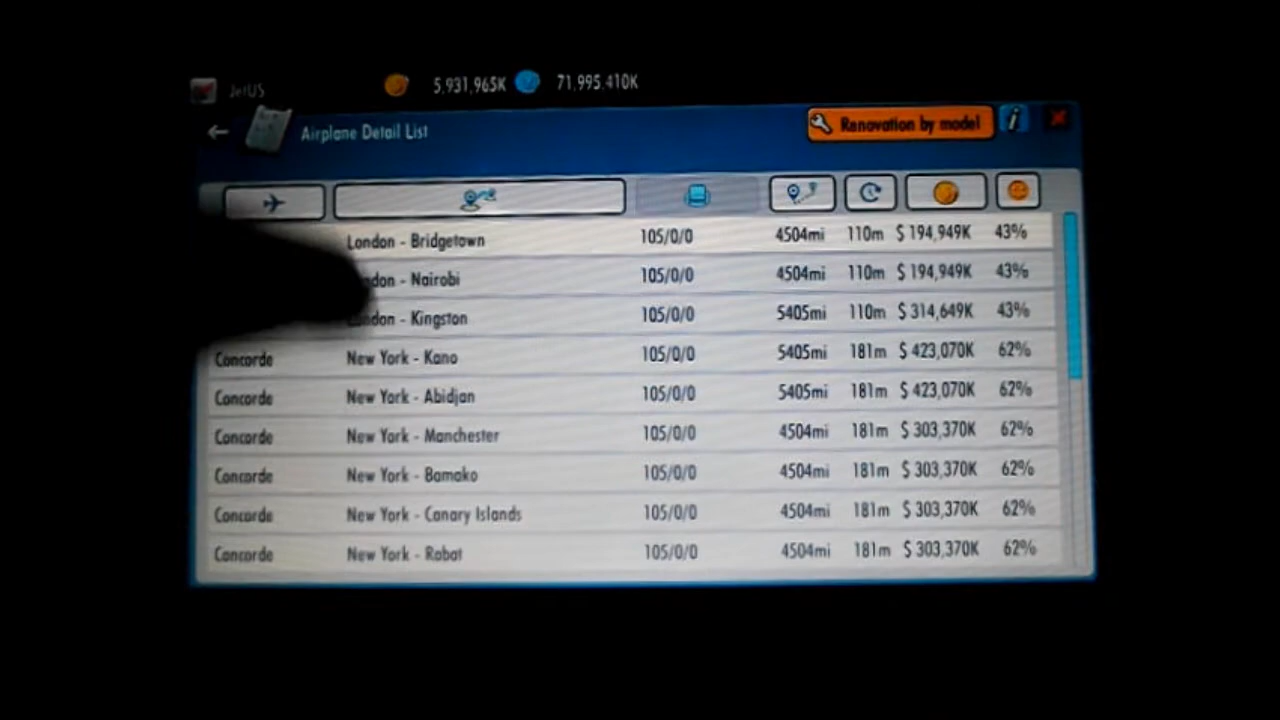 JetUS 5,931,965K 71,995,410K
Airplane Detail List Renovation by model i
London - Bridgetown 105/0/0 4504mi 110m $ 194,949K 43%
- Nairobi 105/0/0 4504mi 110m $ 194,949K 43%
- Kingston 105/0/0 5405mi 110m $ 314,649K 43%
Concorde New York - Kano 105/0/0 5405mi 181m $ 423,070K 62%
Concorde New York - Abidjan 105/0/0 5405mi 181m $ 423,070K 62%
Concorde New York - Manchester 105/0/0 4504mi 181m $ 303,370K 62%
Concorde New York - Bamako 105/0/0 4504mi 181m $ 303,370K 62%
Concorde New York - Canary Islands 105/0/0 4504mi 181m $ 303,370K 62%
Concorde New York - Rabat 105/0/0 4504mi 181m $ 303,370K 62%